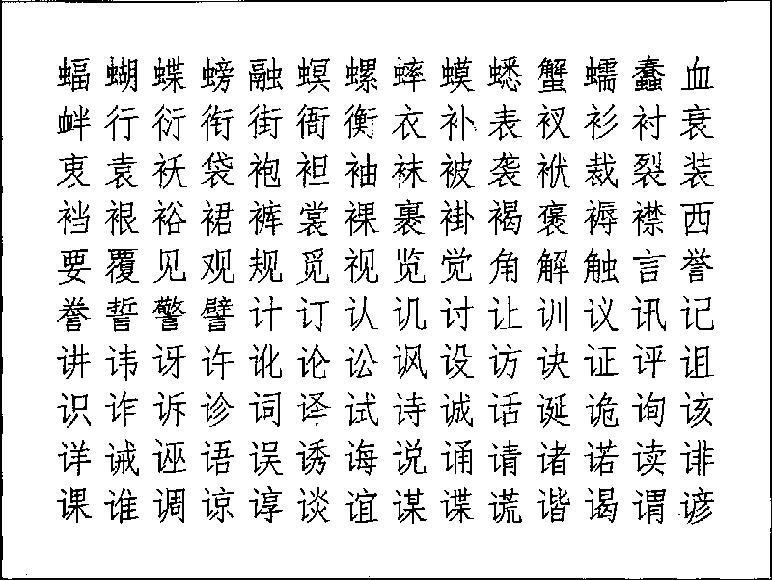 蝠 蝴 蝶 螃 融 螟 螺 蟀 蟆 蟋 蟹 蠕 蠢 血
衅 行 衍 衔 街 衙 衡 衣 补 表 衩 衫 衬 衰
衷 袁 袄 袋 袍 袒 袖 袜 被 袭 袱 裁 裂 装
裆 裉 裕 裙 裤 裳 裸 裹 褂 褐 褒 褥 襟 西
要 覆 见 观 规 觅 视 览 觉 角 解 触 言 誉
誊 誓 警 譬 计 订 认 讥 讨 让 训 议 讯 记
讲 讳 讶 许 讹 论 讼 讽 设 访 诀 证 评 诅
识 诈 诉 诊 词 译 试 诗 诚 话 诞 诡 询 该
详 诫 诬 语 误 诱 诲 说 诵 请 诸 诺 读 诽
课 谁 调 谅 谆 谈 谊 谋 谍 谎 谐 谒 谓 谚